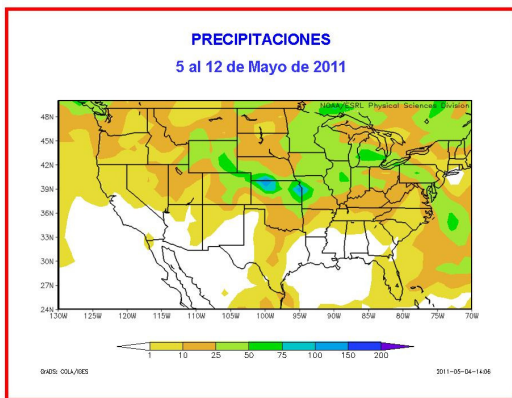 PRECIPITACIONES
5 al 12 de Mayo de 2011
NOAA/ESRL Physical Sciences Division
48N
45N
42N
39N
36N
33N
30N
27N
24N
130W 125W 120W 115W 110W 105W 100W 95W 90W 85W 80W 75W 70W
1 10 25 50 75 100 150 200
GrADS: COLA/IGES 2011-05-04-14:06